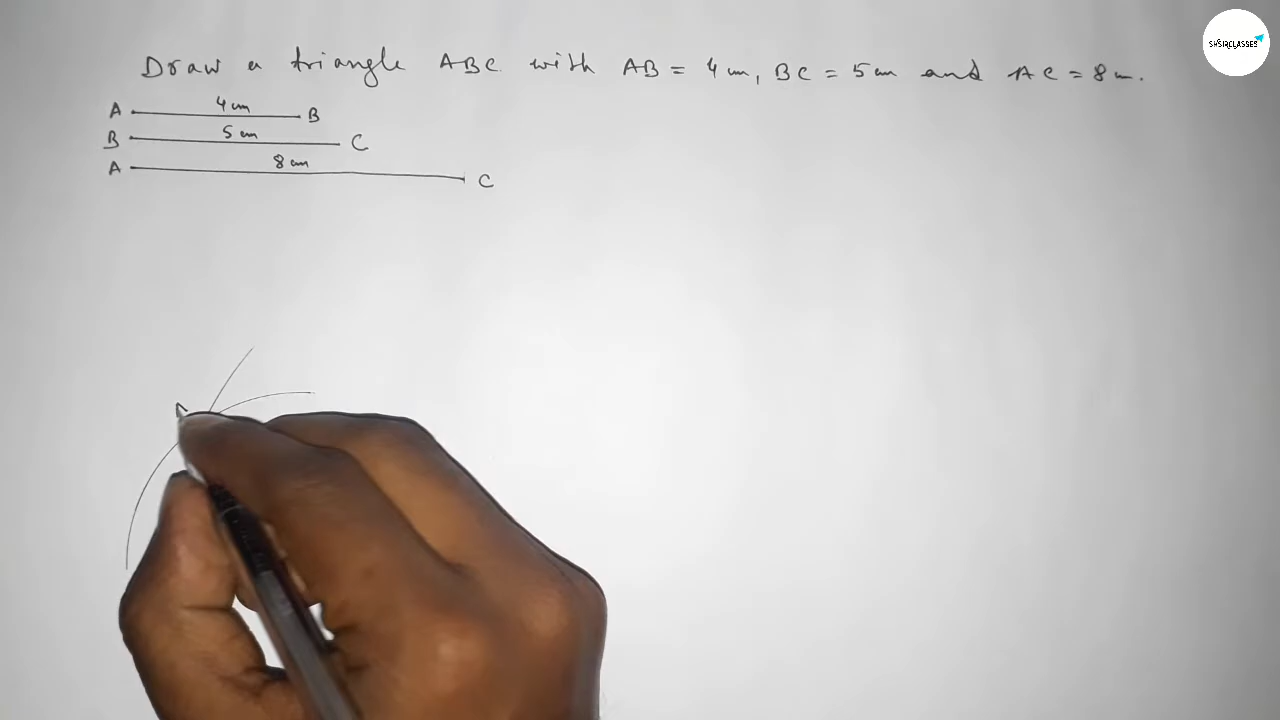 Draw a triangle ABC with AB = 4 cm, BC = 5 cm and AC = 8 cm.
A 4 cm B
B 5 cm C
A 8 cm C
SHSIRCLASSES